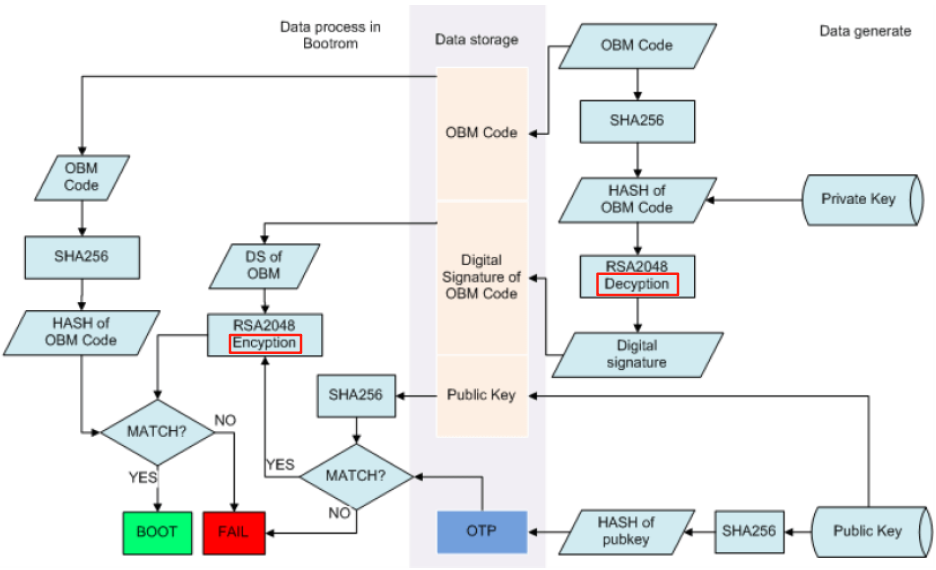 Data process in
Bootrom
Data storage
Data generate
OBM Code
SHA256
HASH of
OBM Code
Private Key
RSA2048
Decyption
Digital
signature
OBM Code
Digital
Signature of
OBM Code
Public Key
OTP
OBM
Code
SHA256
HASH of
OBM Code
DS of
OBM
RSA2048
Encyption
SHA256
MATCH?
NO
YES
MATCH?
YES
NO
BOOT
FAIL
HASH of
pubkey
SHA256
Public Key